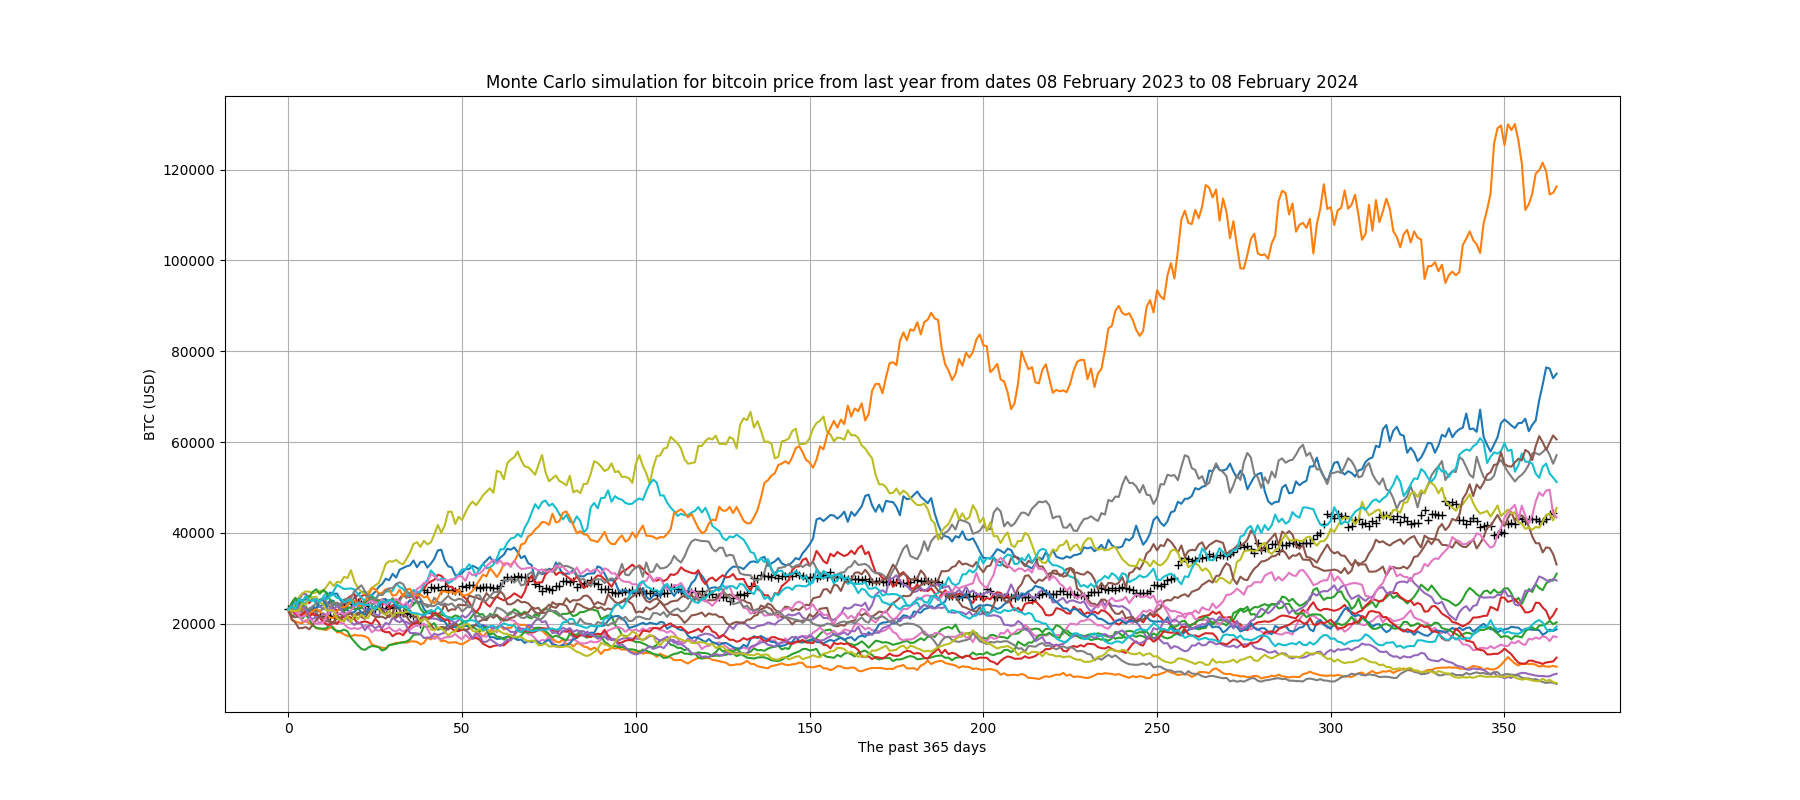 Monte Carlo simulation for bitcoin price from last year from dates 08 February 2023 to 08 February 2024
120000
100000
80000
60000
40000
20000
BTC (USD)
0 50 100 150 200 250 300 350
The past 365 days